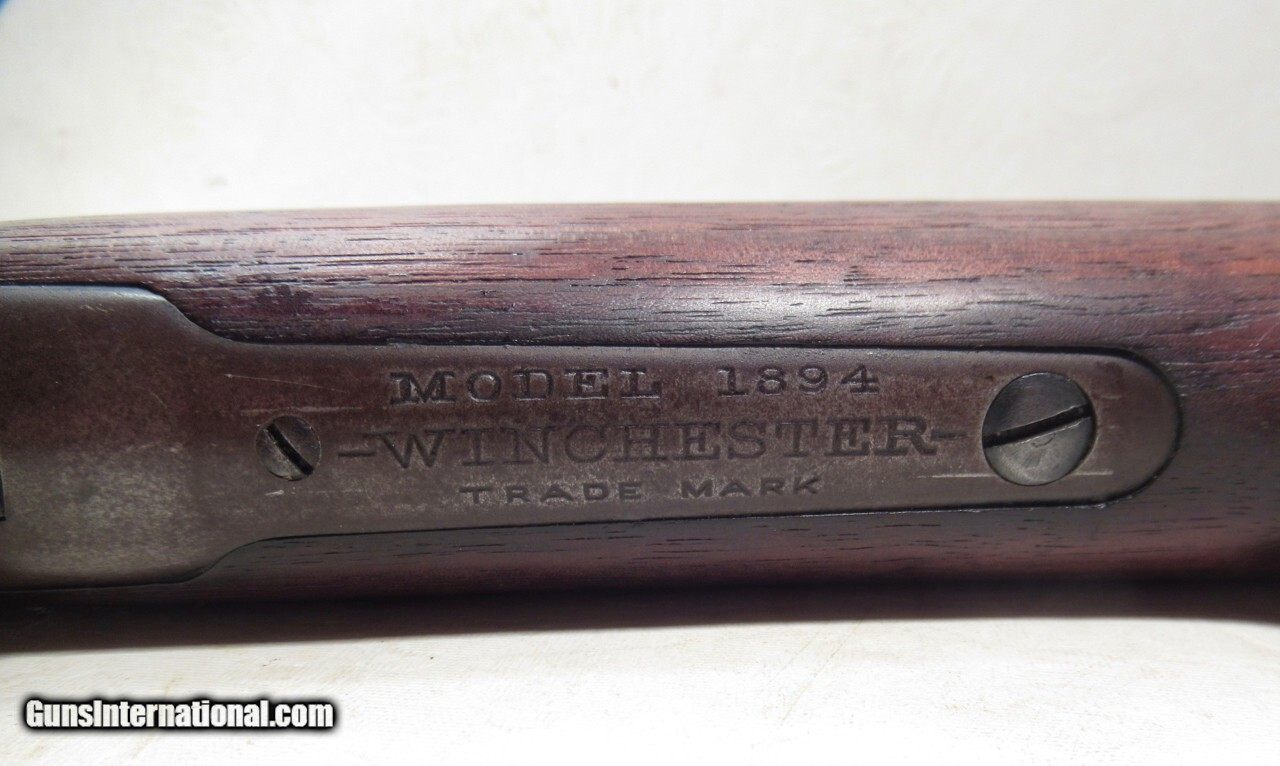 MODEL 1894
-WINCHESTER-
TRADE MARK
GunsInternational.com